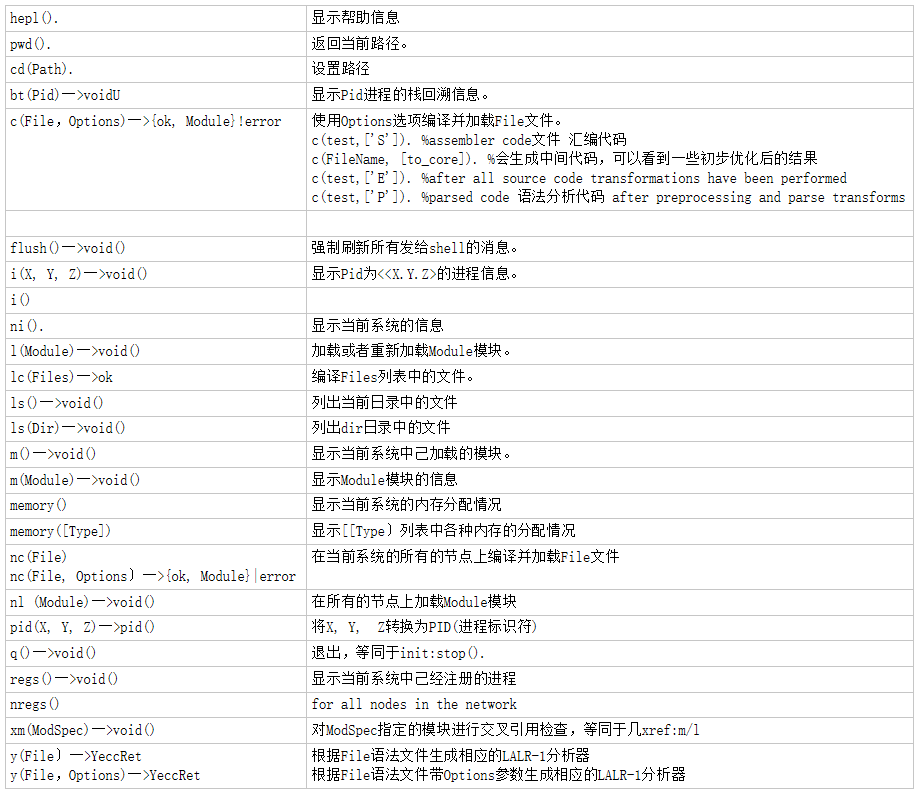 hepl().
显示帮助信息
pwd().
返回当前路径。
cd(Path).
设置路径
bt(Pid)一>voidU
显示Pid进程的栈回溯信息。
c(File，Options)一>{ok, Module}!error
使用Options选项编译并加载File文件。
c(test,['S']). %assembler code文件 汇编代码
c(FileName, [to_core]). %会生成中间代码，可以看到一些初步优化后的结果
c(test,['E']). %after all source code transformations have been performed
c(test,['P']). %parsed code 语法分析代码 after preprocessing and parse transforms
flush()一>void()
强制刷新所有发给shell的消息。
i(X, Y, Z)一>void()
显示Pid为<<X.Y.Z>的进程信息。
i()
ni().
显示当前系统的信息
l(Module)一>void()
加载或者重新加载Module模块。
lc(Files)一>ok
编译Files列表中的文件。
ls()一>void()
列出当前日录中的文件
ls(Dir)一>void()
列出dir日录中的文件
m()一>void()
显示当前系统中己加载的模块。
m(Module)一>void()
显示Module模块的信息
memory()
显示当前系统的内存分配情况
memory([Type])
显示[[Type〕列表中各种内存的分配情况
nc(File)
nc(File, Options〕一>{ok, Module}|error
在当前系统的所有的节点上编译并加载File文件
nl (Module)一>void()
在所有的节点上加载Module模块
pid(X, Y, Z)一>pid()
将X, Y,  Z转换为PID(进程标识符)
q()一>void()
退出，等同于init:stop().
regs()一>void()
显示当前系统中己经注册的进程
nregs()
for all nodes in the network
xm(ModSpec)一>void()
对ModSpec指定的模块进行交叉引用检查，等同于几xref:m/l
y(File〕一>YeccRet
y(File，Options)一>YeccRet
根据File语法文件生成相应的LALR-1分析器
根据File语法文件带Options参数生成相应的LALR-1分析器